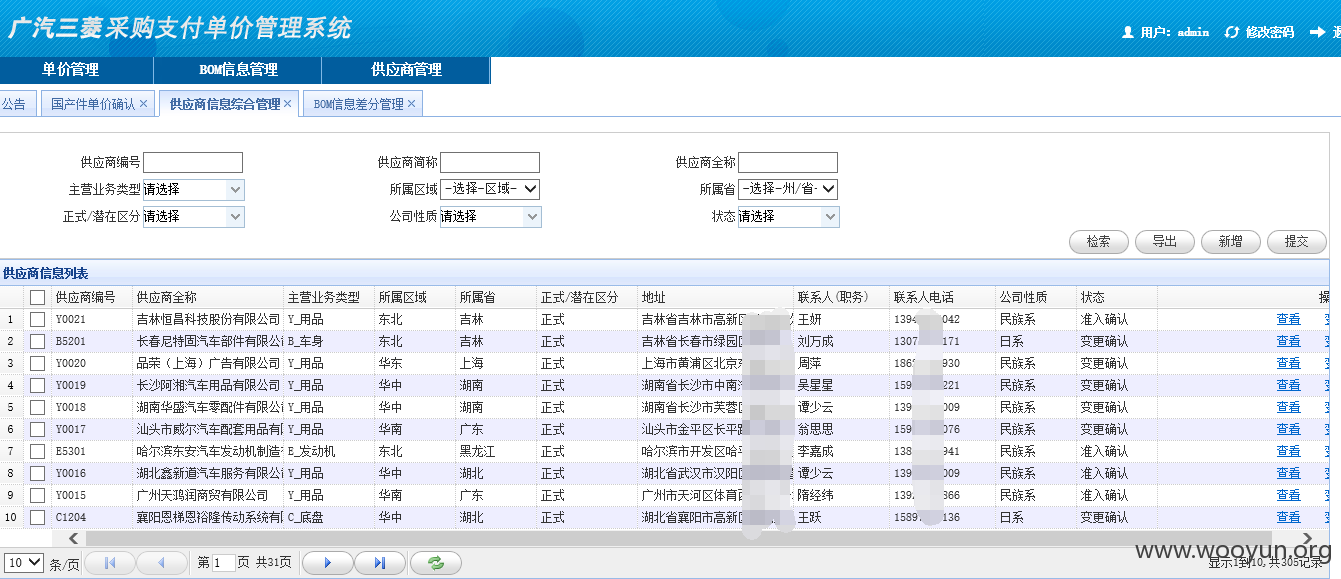 广汽三菱采购支付单价管理系统
用户: admin 修改密码
单价管理 BOM信息管理 供应商管理
公告 国产件单价确认 × 供应商信息综合管理 × BOM信息差分管理 ×
供应商编号 供应商简称 供应商全称
主营业务类型 请选择 所属区域 -选择-区域- 所属省 -选择-州/省-
正式/潜在区分 请选择 公司性质 请选择 状态 请选择
检索 导出 新增 提交
供应商信息列表
供应商编号 供应商全称 主营业务类型 所属区域 所属省 正式/潜在区分 地址 联系人(职务) 联系人电话 公司性质 状态
1 Y0021 吉林恒昌科技股份有限公司 Y_用品 东北 吉林 正式 吉林省吉林市高新 王妍 139 042 民族系 准入确认 查看
2 B5201 长春尼特固汽车部件有限公 B_车身 东北 吉林 正式 吉林省长春市绿园 刘万成 1307 171 日系 变更确认 查看
3 Y0020 品荣（上海）广告有限公司 Y_用品 华东 上海 正式 上海市黄浦区北京 周萍 186 930 民族系 变更确认 查看
4 Y0019 长沙阿湘汽车用品有限公司 Y_用品 华中 湖南 正式 湖南省长沙市中南 吴星星 159 221 民族系 变更确认 查看
5 Y0018 湖南华盛汽车零配件有限公 Y_用品 华中 湖南 正式 湖南省长沙市芙蓉 谭少云 139 009 民族系 变更确认 查看
6 Y0017 汕头市威尔汽车配套用品有 Y_用品 华南 广东 正式 汕头市金平区长平 翁思思 159 076 民族系 变更确认 查看
7 E5301 哈尔滨东安汽车发动机制造 E_发动机 东北 黑龙江 正式 哈尔滨市开发区哈 李嘉成 138 941 民族系 准入确认 查看
8 Y0016 湖北鑫新道汽车服务有限公 Y_用品 华中 湖北 正式 湖北省武汉市汉阳 谭少云 139 009 民族系 准入确认 查看
9 Y0015 广州天鸿润商贸有限公司 Y_用品 华南 广东 正式 广州市天河区体育 隋经纬 139 366 民族系 准入确认 查看
10 C1204 襄阳恩梯恩裕隆传动系统有 C_底盘 华中 湖北 正式 湖北省襄阳市高新 王跃 1589 136 日系 变更确认 查看
10 条/页 第 1 页 共31页
www.wooyun.org
显示1到10,共305记录